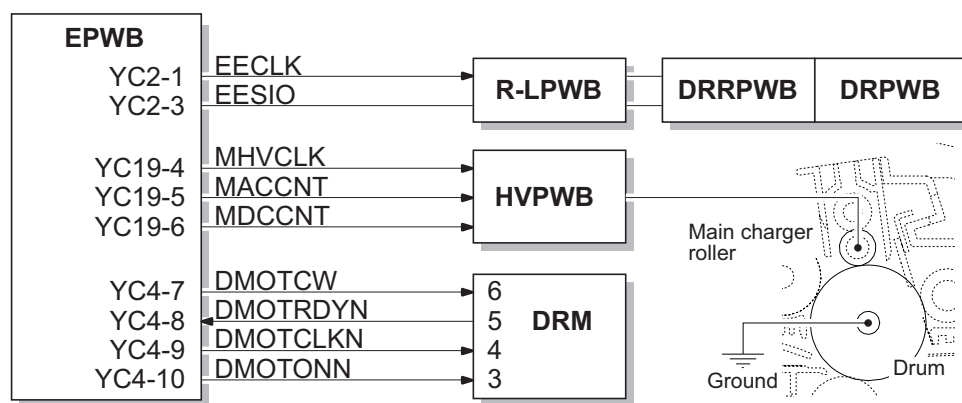 EPWB
YC2-1 EECLK
YC2-3 EESIO
R-LPWB DRRPWB DRPWB
YC19-4 MHVCLK
YC19-5 MACCNT
YC19-6 MDCCNT
HVPWB
Main charger
roller
YC4-7 DMOTCW 6
YC4-8 DMOTRDYN 5 DRM
YC4-9 DMOTCLKN 4
YC4-10 DMOTONN 3
Ground
Drum